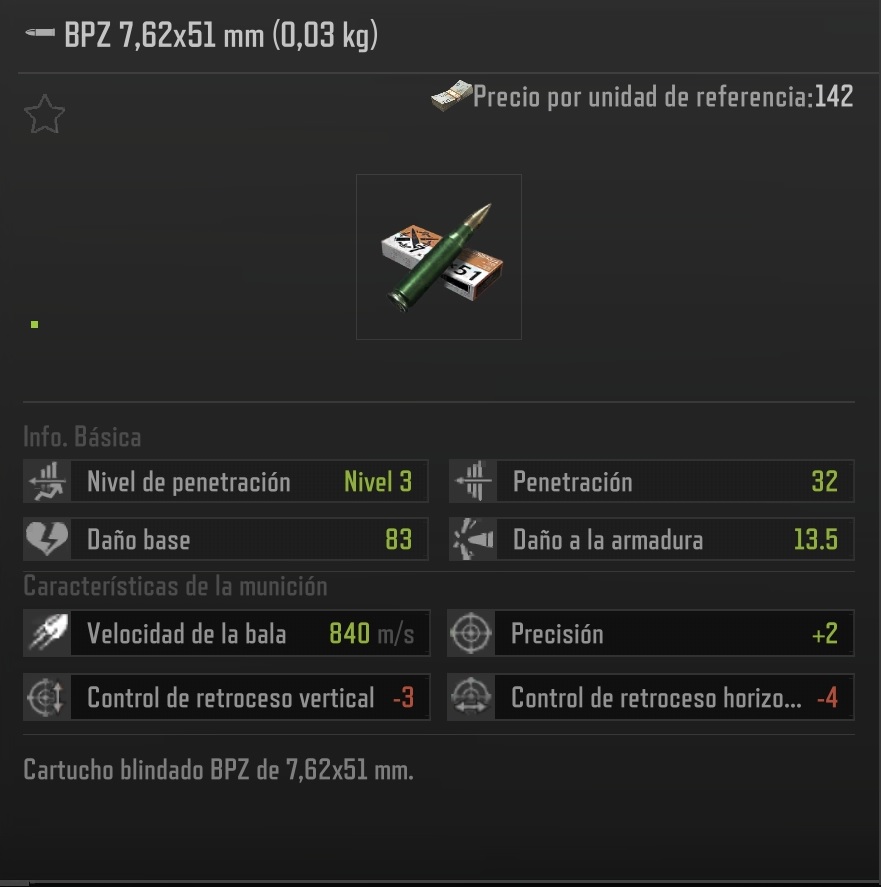 BPZ 7,62x51 mm (0,03 kg)
Precio por unidad de referencia:142
51
Info. Básica
Nivel de penetración Nivel 3
Penetración 32
Daño base 83
Daño a la armadura 13.5
Características de la munición
Velocidad de la bala 840 m/s
Precisión +2
Control de retroceso vertical -3
Control de retroceso horizo... -4
Cartucho blindado BPZ de 7,62x51 mm.